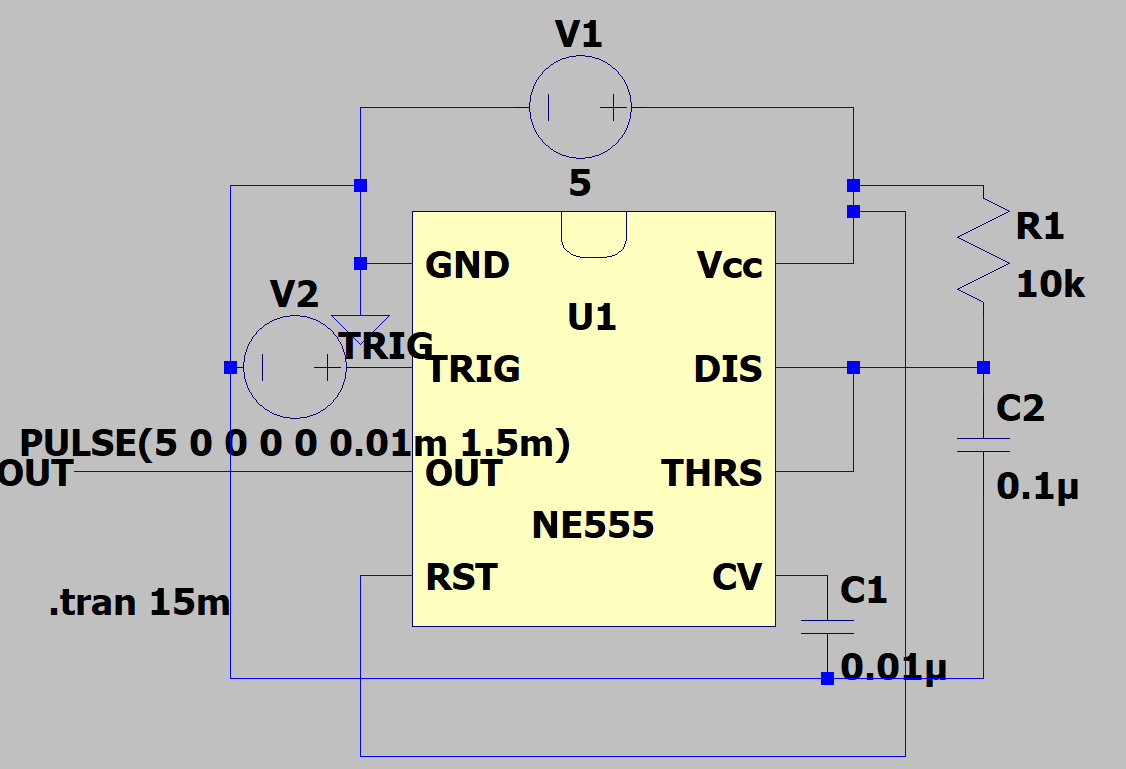 V1
5
GND
Vcc
R1
10k
U1
V2
TRIG
TRIG
DIS
C2
0.1µ
PULSE(5 0 0 0 0 0.01m 1.5m)
OUT
OUT
THRS
NE555
RST
CV
C1
0.01µ
.tran 15m